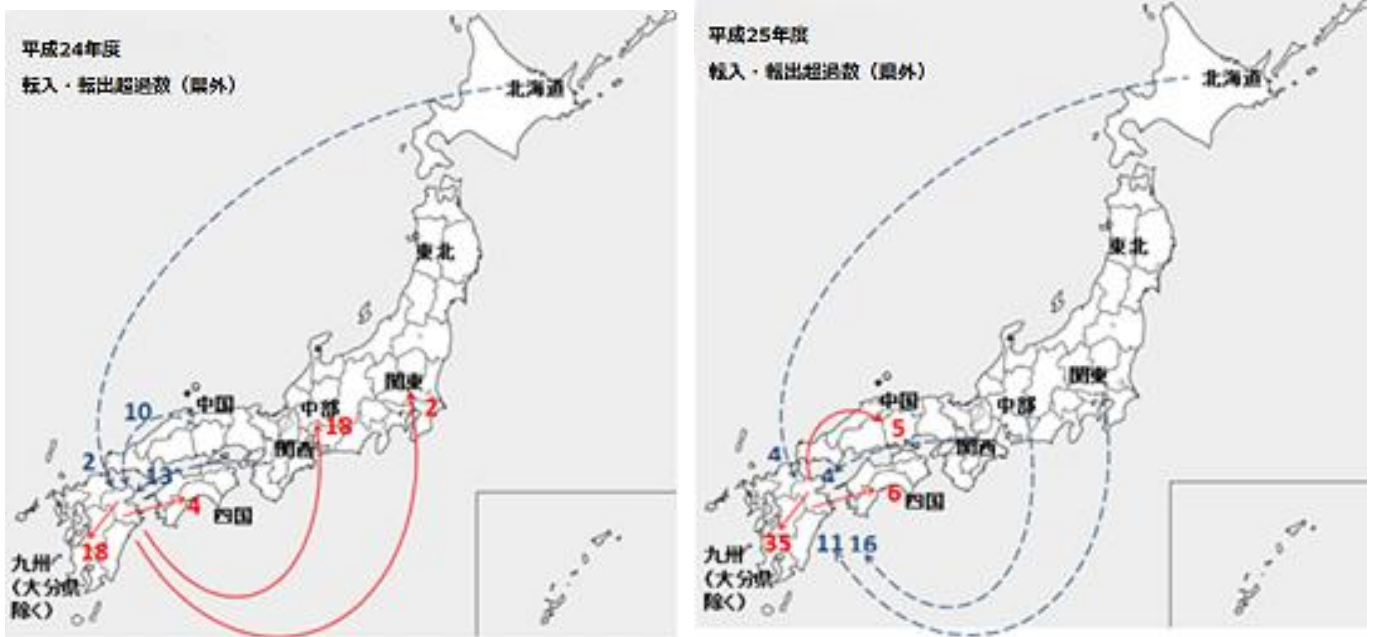 平成24年度
転入・転出超過数（県外）
北海道
東北
関東
2
中国
10
中部
18
関西
2
13
4
四国
18
九州
（大分県
除く）
平成25年度
転入・転出超過数（県外）
北海道
東北
関東
中国
中部
5
関西
4
4
6
四国
35
11
16
九州
（大分県
除く）